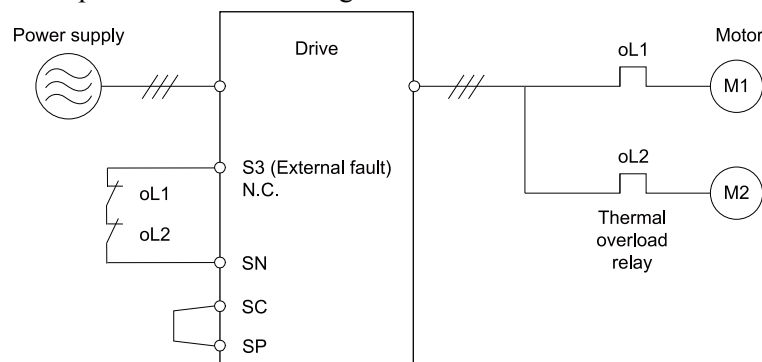 Power supply
Drive
oL1
Motor
M1
S3 (External fault)
N.C.
oL1
oL2
oL2
M2
Thermal
overload
relay
SN
SC
SP